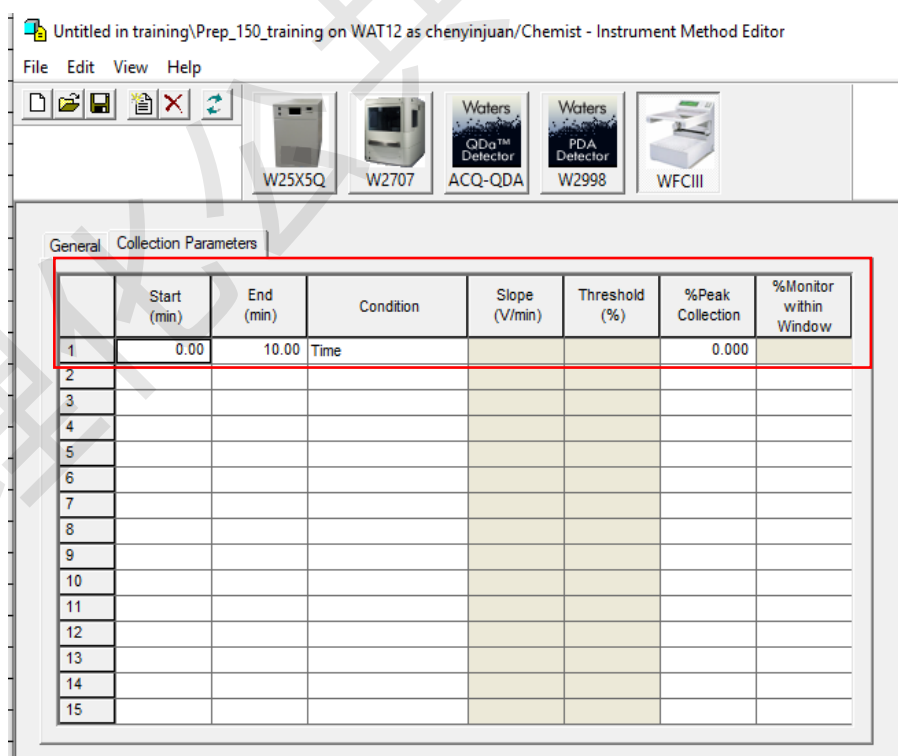 Untitled in training\Prep_150_training on WAT12 as chenyinjuan/Chemist - Instrument Method Editor
File Edit View Help
Waters QDa™ Detector
Waters PDA Detector
W25X5Q W2707 ACQ-QDA W2998 WFCIII
General Collection Parameters
Start (min) End (min) Condition Slope (V/min) Threshold (%) %Peak Collection %Monitor within Window
1 0.00 10.00 Time 0.000
2
3
4
5
6
7
8
9
10
11
12
13
14
15
理化公